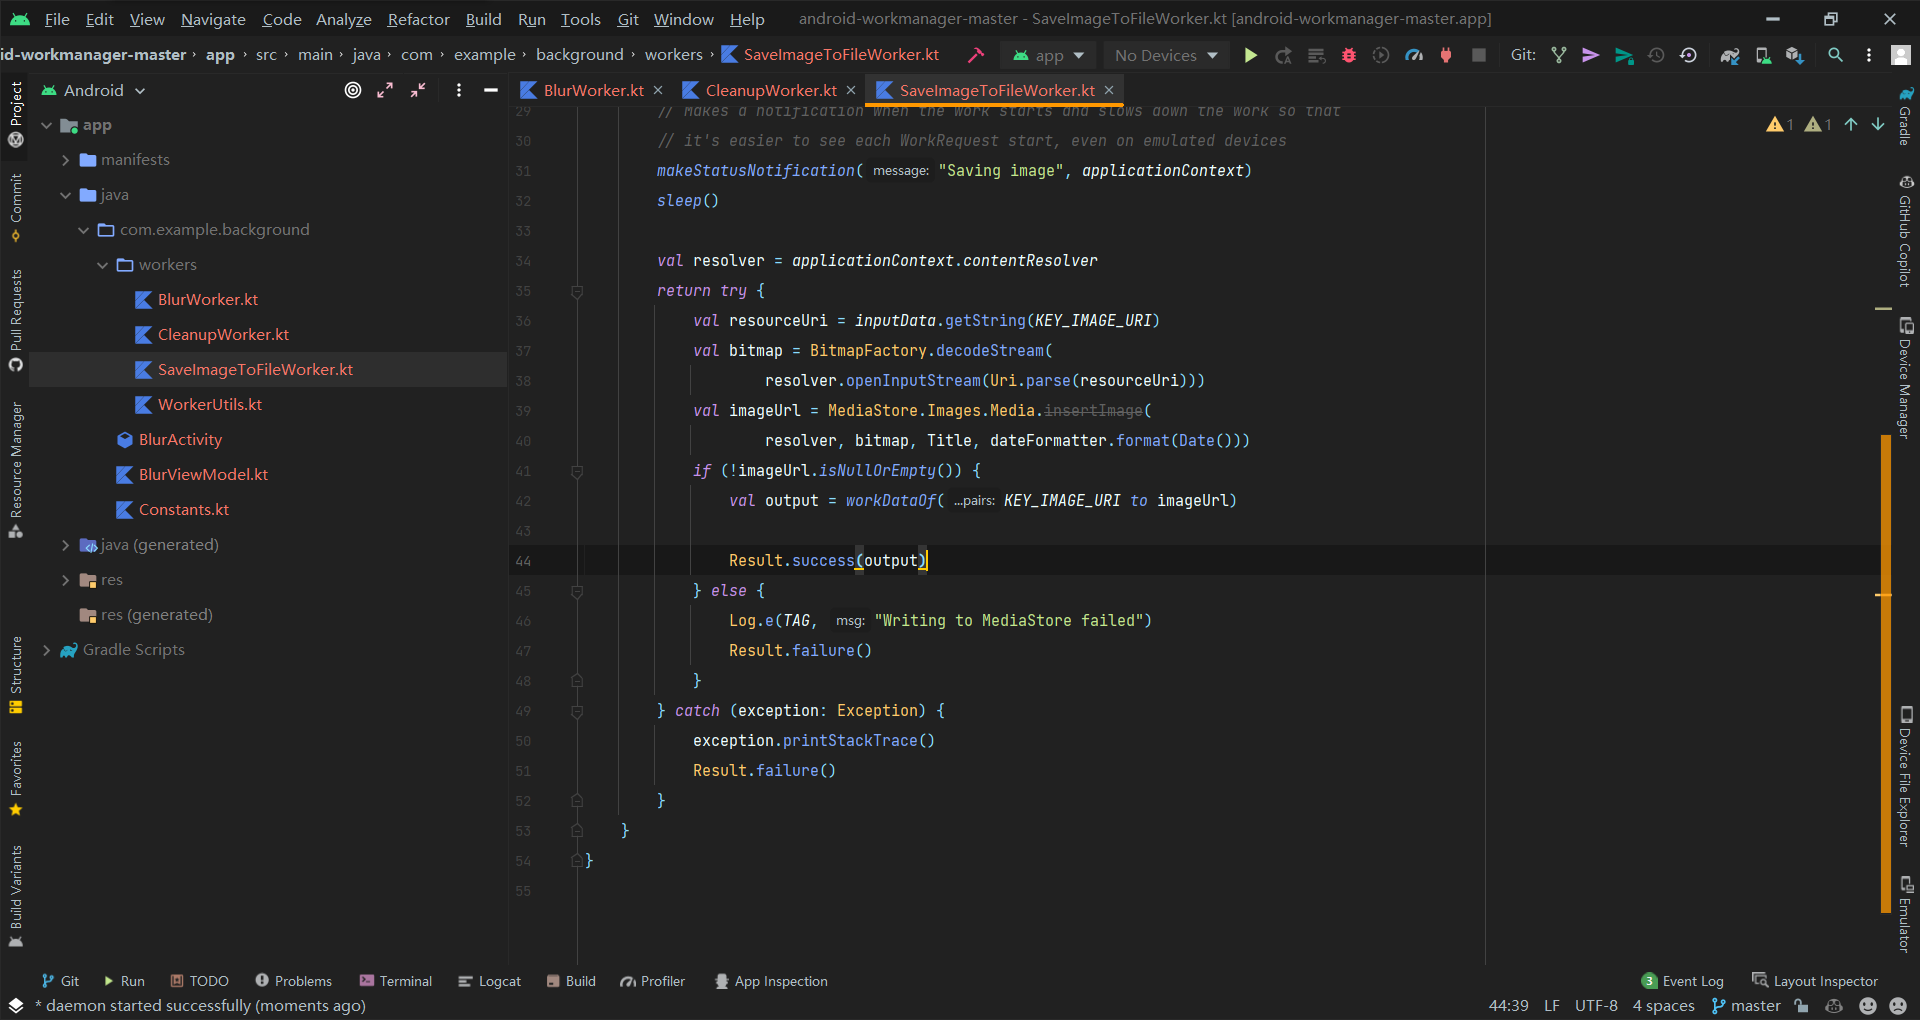 File Edit View Navigate Code Analyze Refactor Build Run Tools Git Window Help android-workmanager-master - SaveImageToFileWorker.kt [android-workmanager-master.app]
id-workmanager-master › app › src › main › java › com › example › background › workers › SaveImageToFileWorker.kt app No Devices Git:
Android
BlurWorker.kt CleanupWorker.kt SaveImageToFileWorker.kt
Project
Commit
Pull Requests
Resource Manager
Structure
Favorites
Build Variants
app
manifests
java
com.example.background
workers
BlurWorker.kt
CleanupWorker.kt
SaveImageToFileWorker.kt
WorkerUtils.kt
BlurActivity
BlurViewModel.kt
Constants.kt
java (generated)
res
res (generated)
Gradle Scripts
1 1
29 // Makes a notification when the work starts and slows down the work so that
30 // it's easier to see each WorkRequest start, even on emulated devices
31 makeStatusNotification( message: "Saving image", applicationContext)
32 sleep()
33
34 val resolver = applicationContext.contentResolver
35 return try {
36 val resourceUri = inputData.getString(KEY_IMAGE_URI)
37 val bitmap = BitmapFactory.decodeStream(
38 resolver.openInputStream(Uri.parse(resourceUri)))
39 val imageUrl = MediaStore.Images.Media.insertImage(
40 resolver, bitmap, Title, dateFormatter.format(Date()))
41 if (!imageUrl.isNullOrEmpty()) {
42 val output = workDataOf( ...pairs: KEY_IMAGE_URI to imageUrl)
43
44 Result.success(output)
45 } else {
46 Log.e(TAG, msg: "Writing to MediaStore failed")
47 Result.failure()
48 }
49 } catch (exception: Exception) {
50 exception.printStackTrace()
51 Result.failure()
52 }
53 }
54 }
55
Gradle
GitHub Copilot
Device Manager
Device File Explorer
Emulator
Git Run TODO Problems Terminal Logcat Build Profiler App Inspection 3 Event Log Layout Inspector
* daemon started successfully (moments ago) 44:39 LF UTF-8 4 spaces master